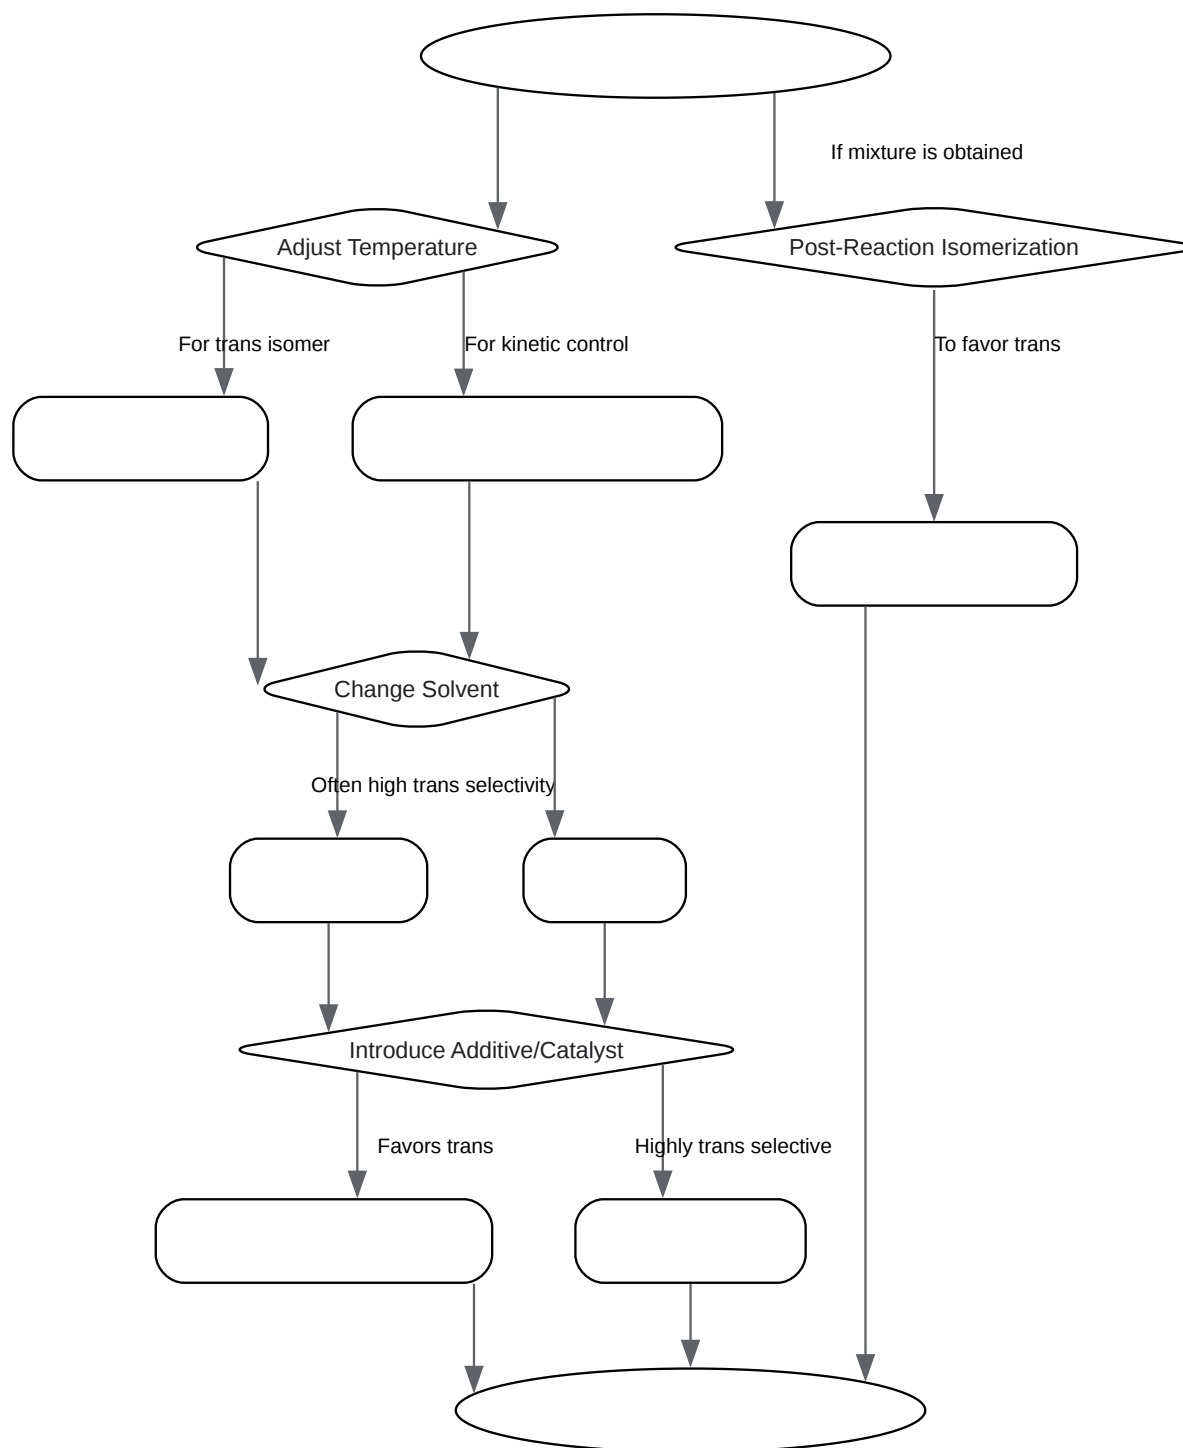 If mixture is obtained
Adjust Temperature
Post-Reaction Isomerization
For trans isomer
For kinetic control
To favor trans
Change Solvent
Often high trans selectivity
Introduce Additive/Catalyst
Favors trans
Highly trans selective